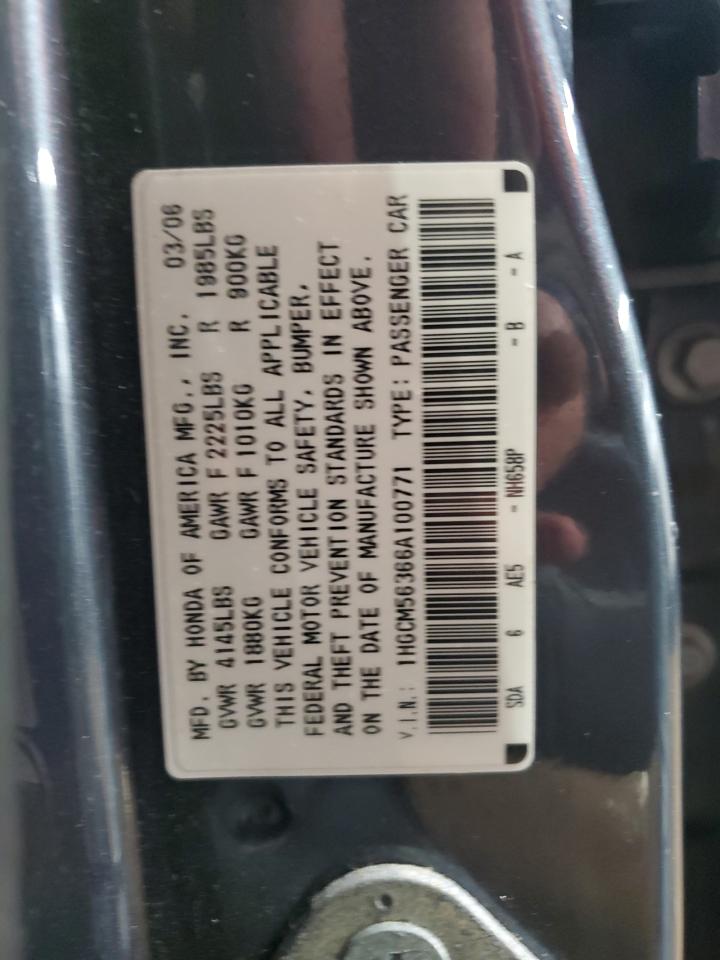 MFD. BY HONDA OF AMERICA MFG., INC. 03/06
GVWR 4145LBS GAWR F 2225LBS R 1985LBS
GVWR 1880KG GAWR F 1010KG R 900KG
THIS VEHICLE CONFORMS TO ALL APPLICABLE
FEDERAL MOTOR VEHICLE SAFETY, BUMPER,
AND THEFT PREVENTION STANDARDS IN EFFECT
ON THE DATE OF MANUFACTURE SHOWN ABOVE.
V.I.N.: 1HGCM56366A100771 TYPE: PASSENGER CAR
SDA 6 AE5 - NH658P - B - A